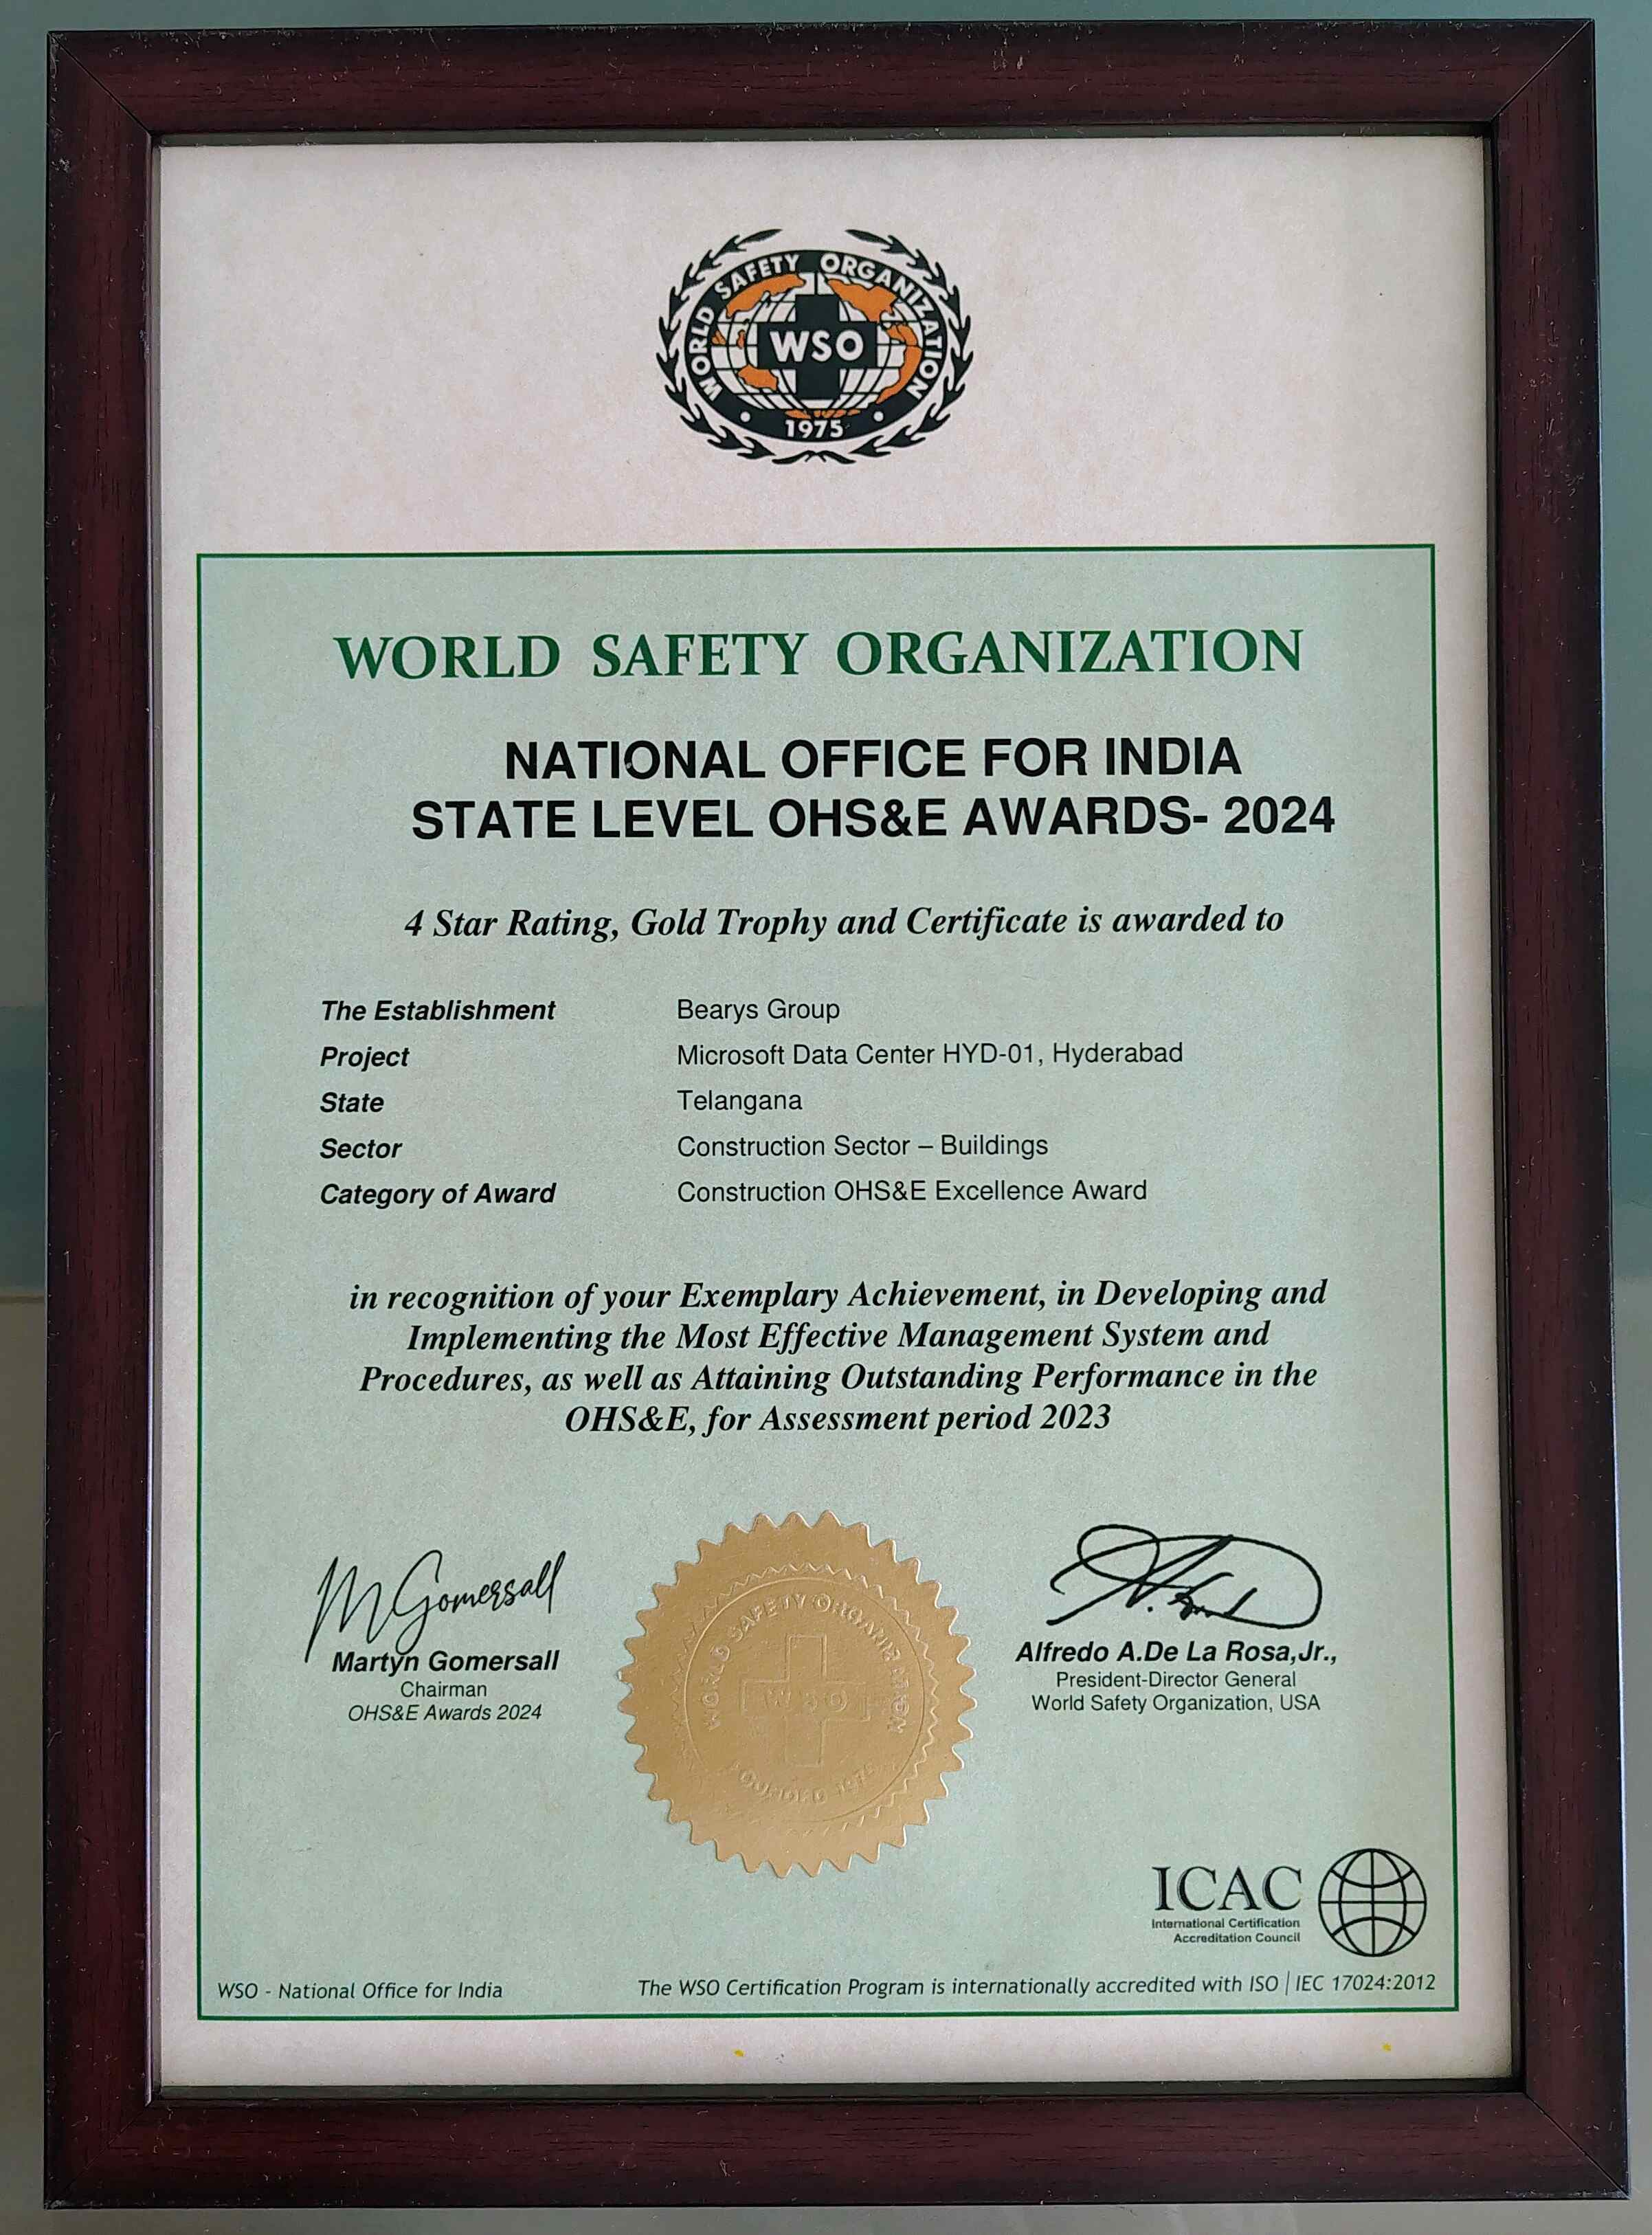 WORLD SAFETY ORGANIZATION
WSO
1975
WORLD SAFETY ORGANIZATION
NATIONAL OFFICE FOR INDIA
STATE LEVEL OHS&E AWARDS- 2024
4 Star Rating, Gold Trophy and Certificate is awarded to
The Establishment Bearys Group
Project Microsoft Data Center HYD-01, Hyderabad
State Telangana
Sector Construction Sector – Buildings
Category of Award Construction OHS&E Excellence Award
in recognition of your Exemplary Achievement, in Developing and
Implementing the Most Effective Management System and
Procedures, as well as Attaining Outstanding Performance in the
OHS&E, for Assessment period 2023
M Gomersall
Martyn Gomersall
Chairman
OHS&E Awards 2024
WORLD SAFETY ORGANIZATION
WSO
FOUNDED 1975
Alfredo A.De La Rosa,Jr.,
President-Director General
World Safety Organization, USA
ICAC
International Certification
Accreditation Council
WSO - National Office for India
The WSO Certification Program is internationally accredited with ISO | IEC 17024:2012